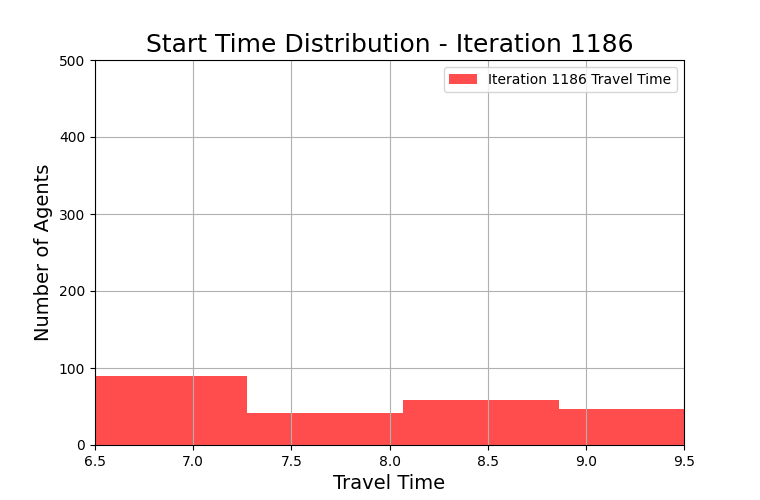 Start Time Distribution - Iteration 1186
500
Iteration 1186 Travel Time
400
300
200
100
0
Number of Agents
6.5 7.0 7.5 8.0 8.5 9.0 9.5
Travel Time